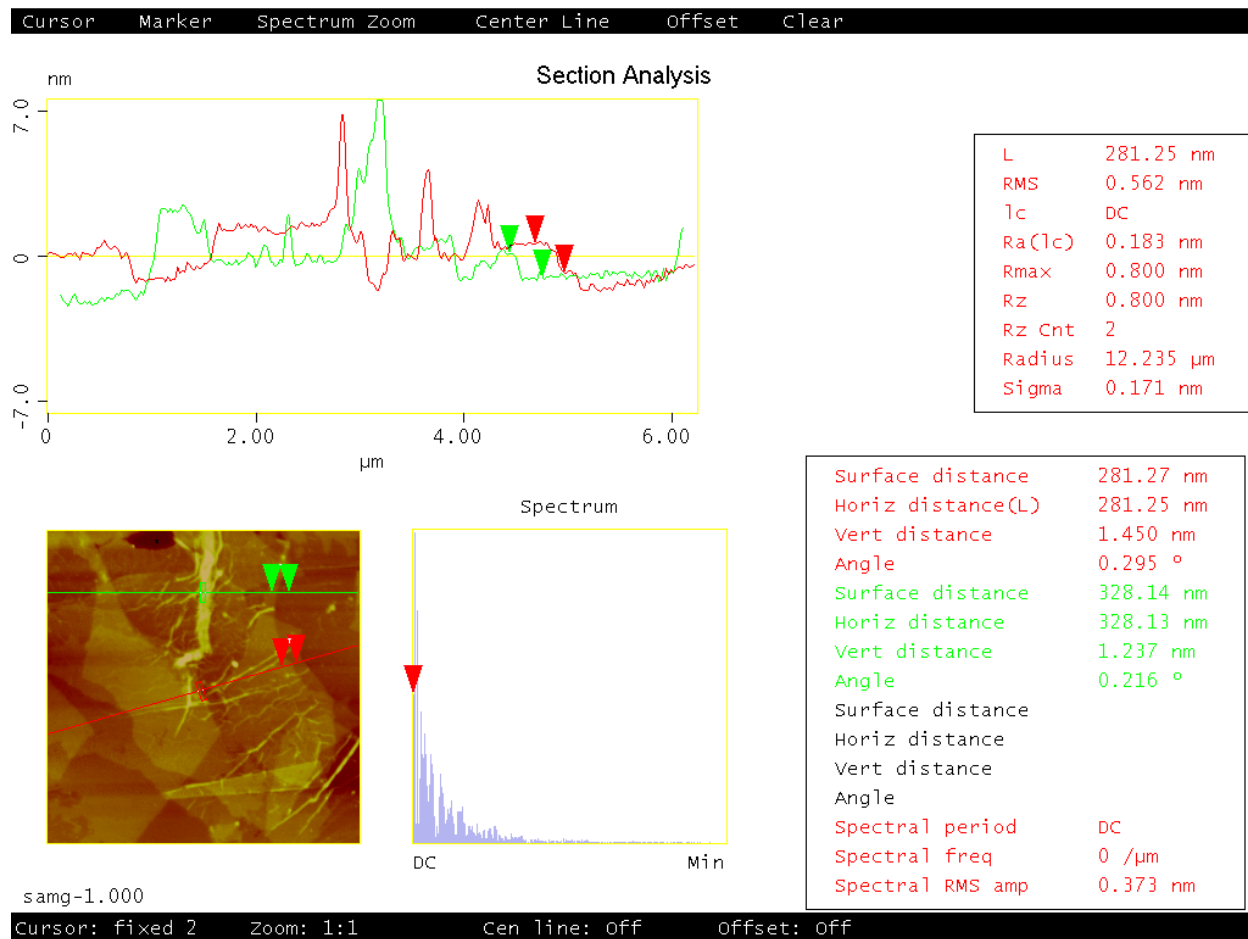 Cursor Marker Spectrum Zoom Center Line Offset Clear
Section Analysis
nm
7.0
0
-7.0
0 2.00 4.00 6.00
µm
L 281.25 nm
RMS 0.562 nm
lc DC
Ra(lc) 0.183 nm
Rmax 0.800 nm
Rz 0.800 nm
Rz Cnt 2
Radius 12.235 µm
Sigma 0.171 nm
Surface distance 281.27 nm
Horiz distance(L) 281.25 nm
Vert distance 1.450 nm
Angle 0.295 °
Surface distance 328.14 nm
Horiz distance 328.13 nm
Vert distance 1.237 nm
Angle 0.216 °
Surface distance
Horiz distance
Vert distance
Angle
Spectral period DC
Spectral freq 0 /µm
Spectral RMS amp 0.373 nm
Spectrum
DC Min
samg-1.000
Cursor: fixed 2 Zoom: 1:1 Cen line: Off Offset: Off